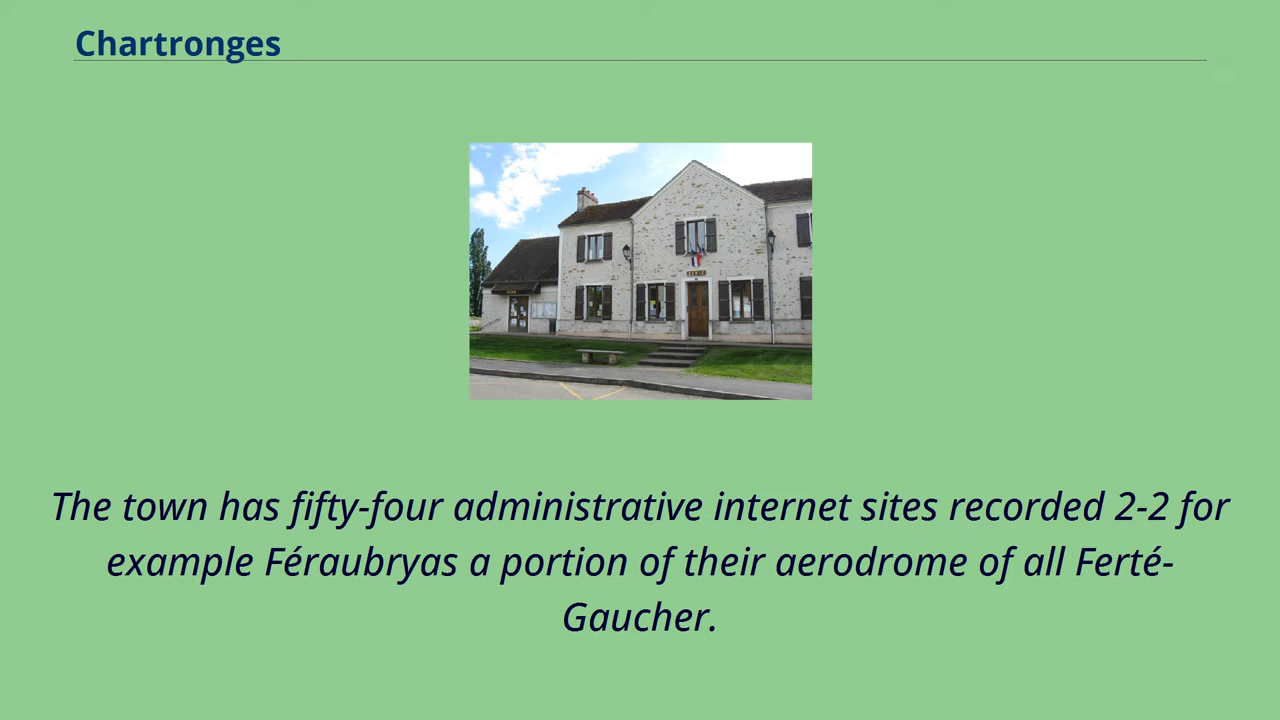 Chartronges
The town has fifty-four administrative internet sites recorded 2-2 for
example Féraubryas a portion of their aerodrome of all Ferté-
Gaucher.